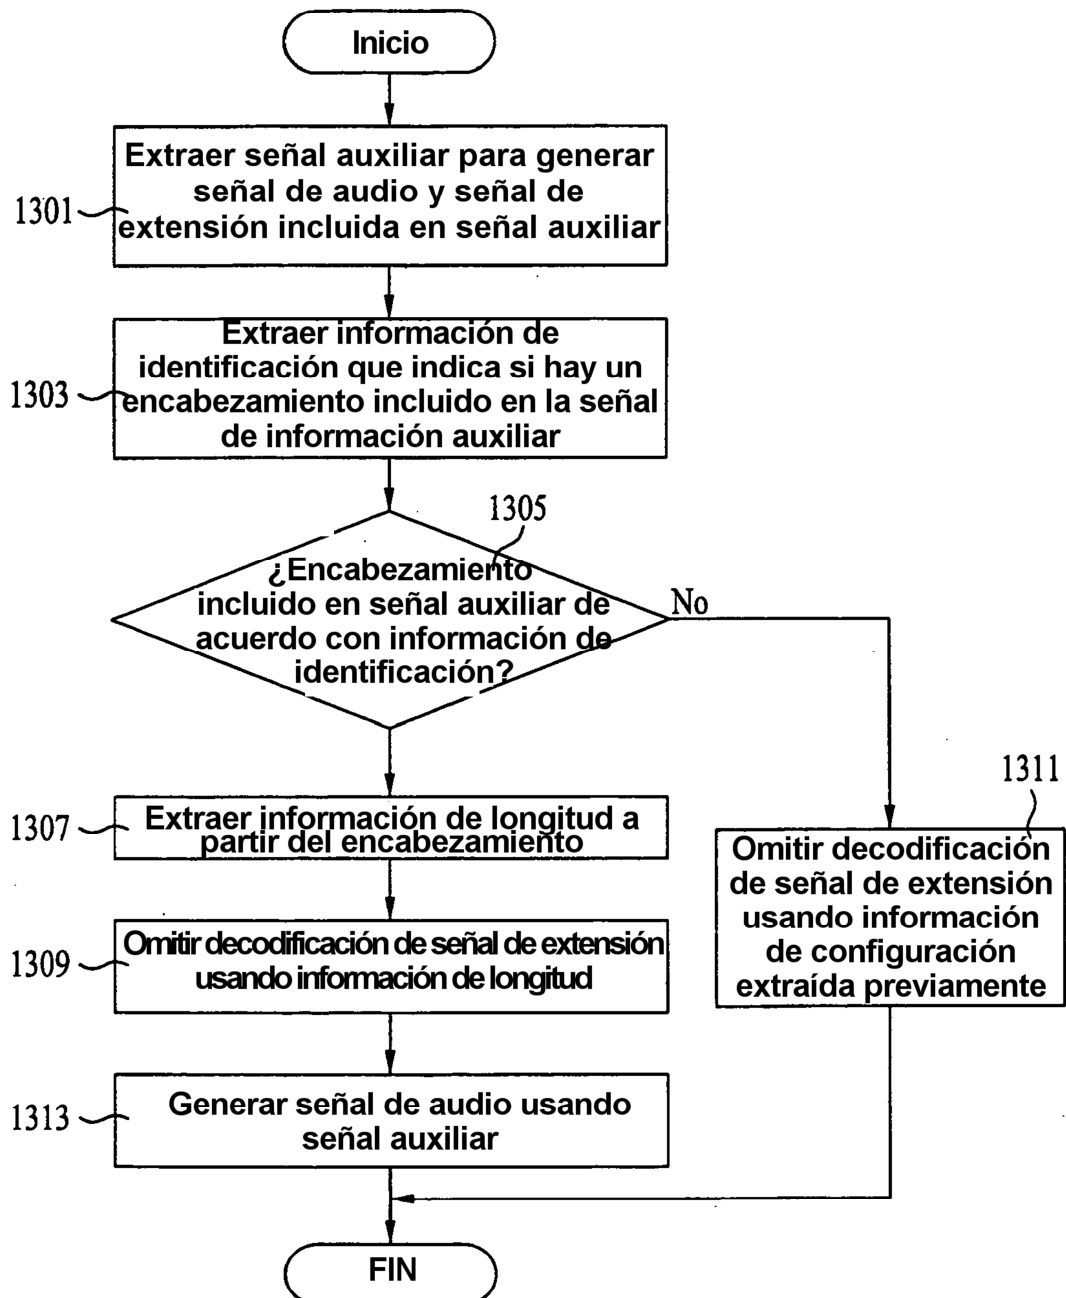 Inicio
Extraer señal auxiliar para generar
señal de audio y señal de
extensión incluida en señal auxiliar
1301
Extraer información de
identificación que indica si hay un
encabezamiento incluido en la señal
de información auxiliar
1303
1305
¿Encabezamiento
incluido en señal auxiliar de
acuerdo con información de
identificación?
No
1307
Extraer información de longitud a
partir del encabezamiento
1311
Omitir decodificación
de señal de extensión
usando información
de configuración
extraída previamente
1309
Omitir decodificación de señal de extensión
usando información de longitud
1313
Generar señal de audio usando
señal auxiliar
FIN